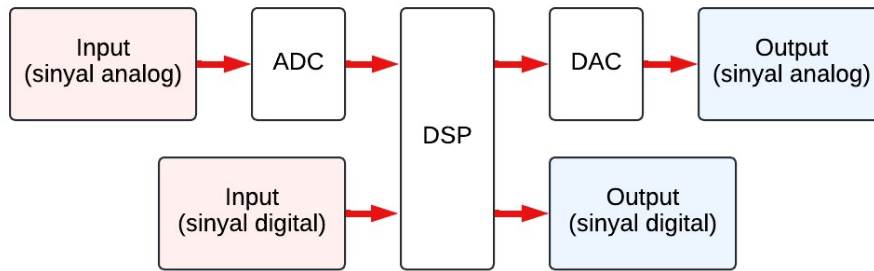 Input
(sinyal analog)
ADC
DSP
DAC
Output
(sinyal analog)
Input
(sinyal digital)
Output
(sinyal digital)